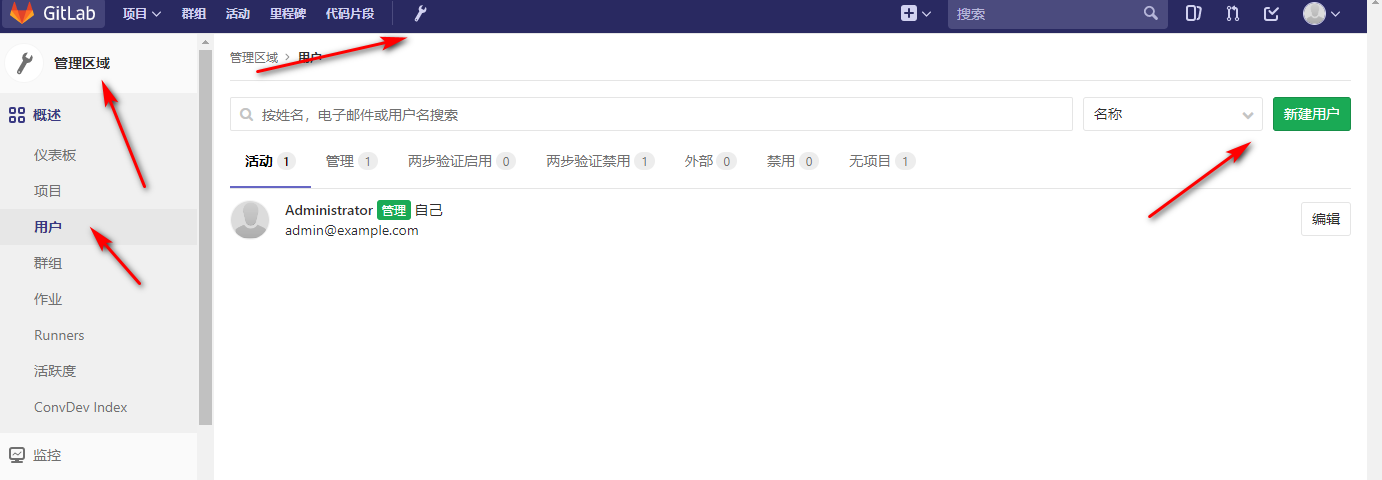 GitLab 项目 群组 活动 里程碑 代码片段 搜索
管理区域
概述
仪表板
项目
用户
群组
作业
Runners
活跃度
ConvDev Index
监控
管理区域 > 用户
按姓名，电子邮件或用户名搜索 名称 新建用户
活动 1 管理 1 两步验证启用 0 两步验证禁用 1 外部 0 禁用 0 无项目 1
Administrator 管理 自己
admin@example.com
编辑